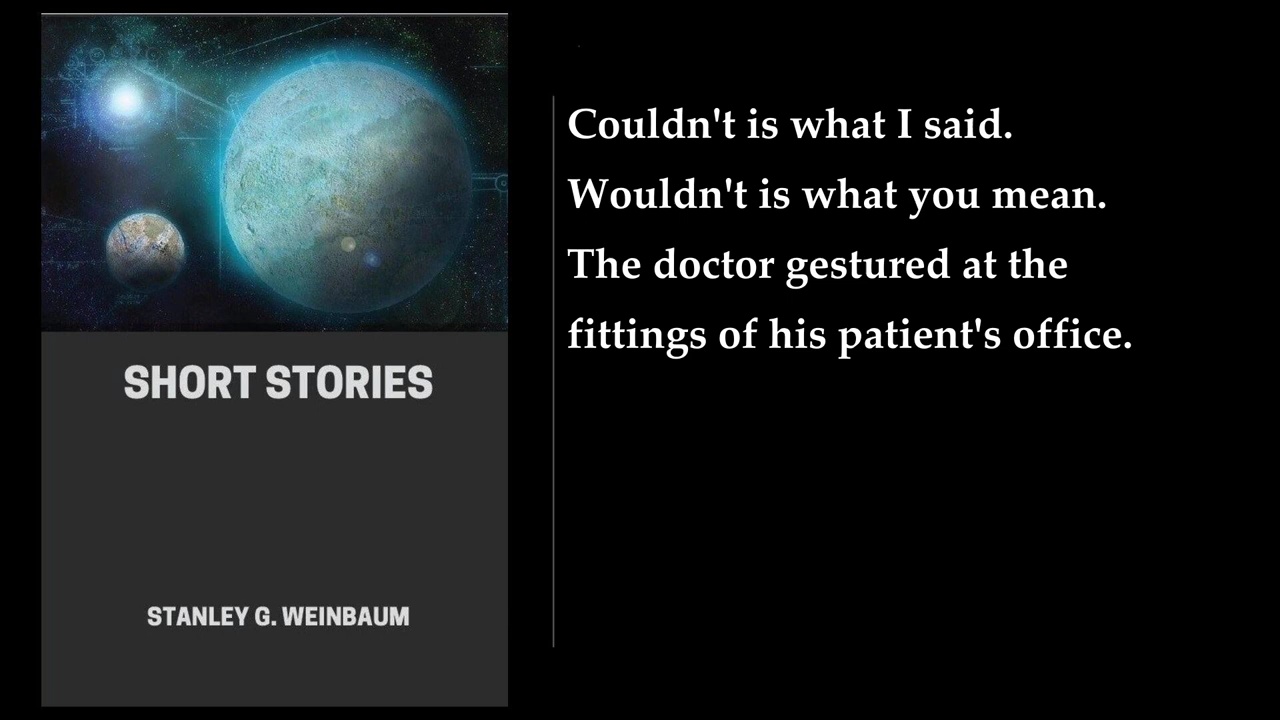 SHORT STORIES
STANLEY G. WEINBAUM
Couldn't is what I said.
Wouldn't is what you mean.
The doctor gestured at the
fittings of his patient's office.